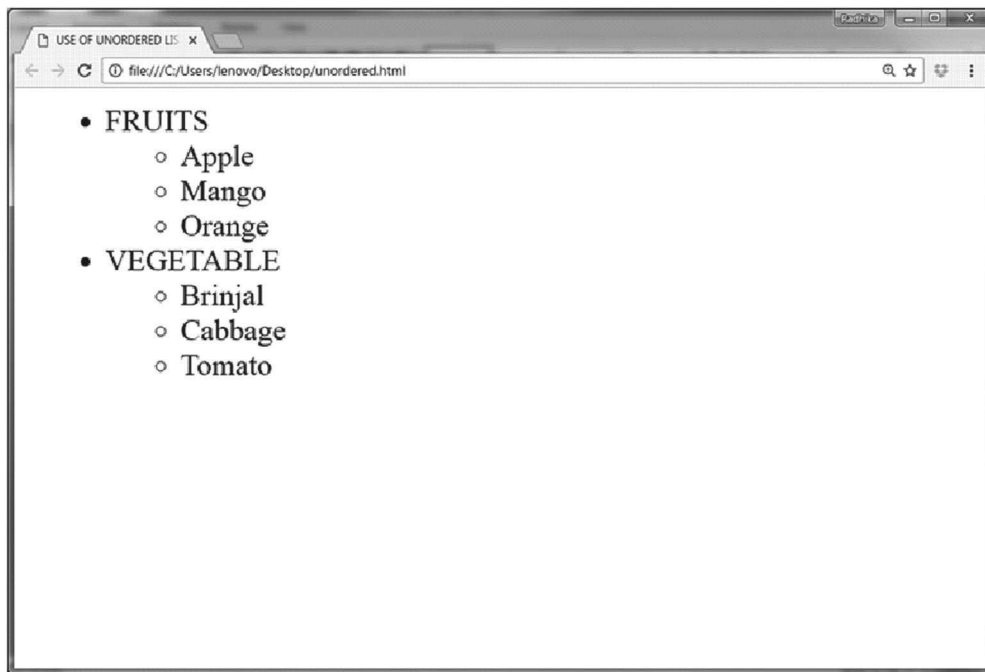 Radhika
USE OF UNORDERED LIS
file:///C:/Users/lenovo/Desktop/unordered.html
FRUITS
Apple
Mango
Orange
VEGETABLE
Brinjal
Cabbage
Tomato